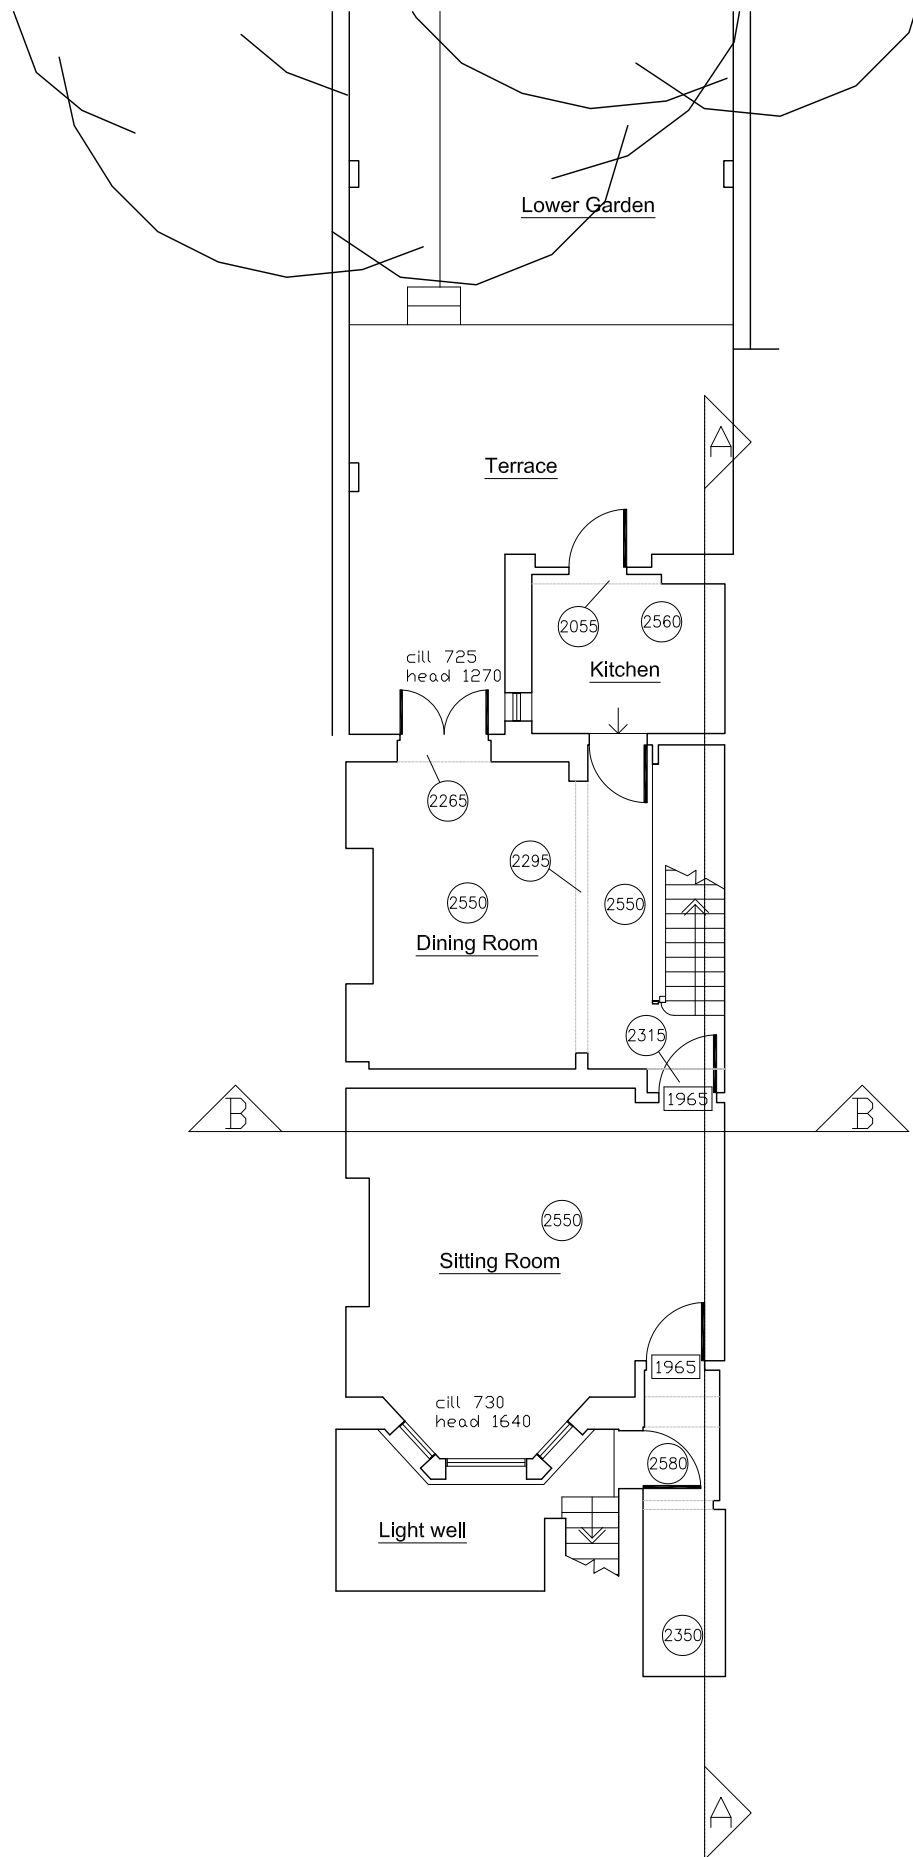 Lower Garden
A
Terrace
2055
2560
cill 725
head 1270
Kitchen
2265
2295
2550
2550
Dining Room
2315
1965
B
B
2550
Sitting Room
1965
cill 730
head 1640
2580
Light well
2350
A